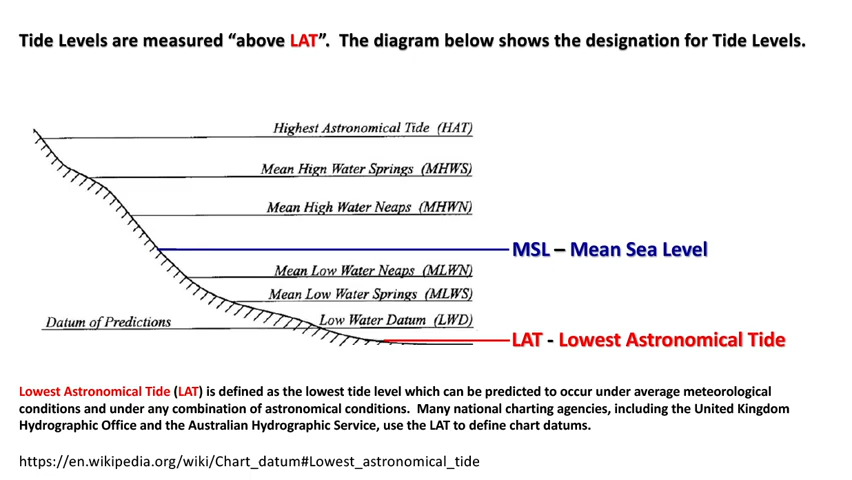 Tide Levels are measured “above LAT”.  The diagram below shows the designation for Tide Levels.
Highest Astronomical Tide (HAT)
Mean Hign Water Springs (MHWS)
Mean High Water Neaps (MHWN)
MSL – Mean Sea Level
Mean Low Water Neaps (MLWN)
Mean Low Water Springs (MLWS)
Datum of Predictions
Low Water Datum (LWD)
LAT - Lowest Astronomical Tide
Lowest Astronomical Tide (LAT) is defined as the lowest tide level which can be predicted to occur under average meteorological
conditions and under any combination of astronomical conditions.  Many national charting agencies, including the United Kingdom
Hydrographic Office and the Australian Hydrographic Service, use the LAT to define chart datums.
https://en.wikipedia.org/wiki/Chart_datum#Lowest_astronomical_tide